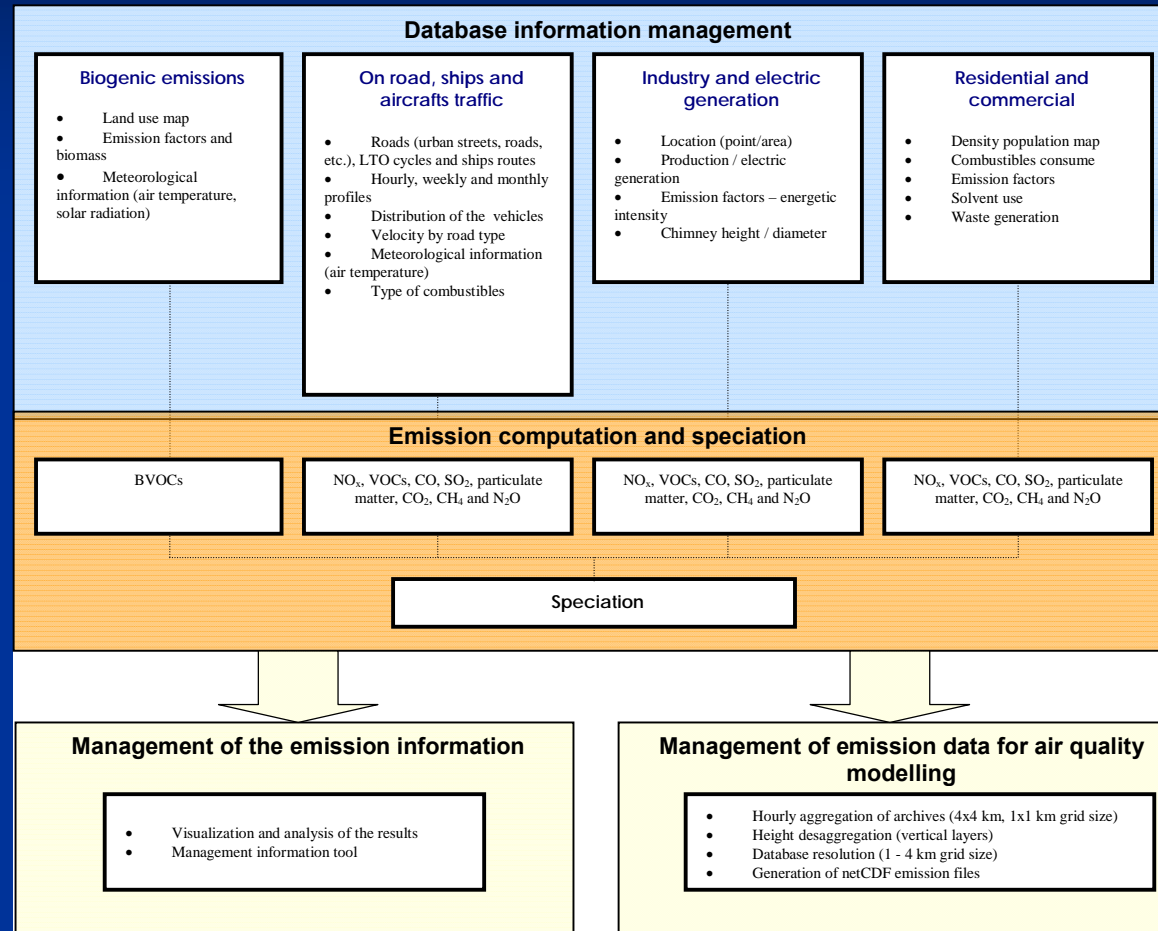 Database information management
Biogenic emissions
• Land use map
• Emission factors and
biomass
• Meteorological
information (air temperature,
solar radiation)
On road, ships and
aircrafts traffic
• Roads (urban streets, roads,
etc.), LTO cycles and ships routes
• Hourly, weekly and monthly
profiles
• Distribution of the vehicles
• Velocity by road type
• Meteorological information
(air temperature)
• Type of combustibles
Industry and electric
generation
• Location (point/area)
• Production / electric
generation
• Emission factors – energetic
intensity
• Chimney height / diameter
Residential and
commercial
• Density population map
• Combustibles consume
• Emission factors
• Solvent use
• Waste generation
Emission computation and speciation
BVOCs
NOₓ, VOCs, CO, SO₂, particulate
matter, CO₂, CH₄ and N₂O
NOₓ, VOCs, CO, SO₂, particulate
matter, CO₂, CH₄ and N₂O
NOₓ, VOCs, CO, SO₂, particulate
matter, CO₂, CH₄ and N₂O
Speciation
Management of the emission information
• Visualization and analysis of the results
• Management information tool
Management of emission data for air quality
modelling
• Hourly aggregation of archives (4x4 km, 1x1 km grid size)
• Height desaggregation (vertical layers)
• Database resolution (1 - 4 km grid size)
• Generation of netCDF emission files